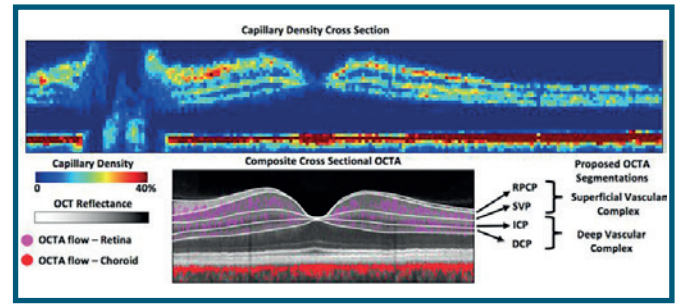 Capillary Density Cross Section
Capillary Density
0 40%
OCT Reflectance
OCTA flow – Retina
OCTA flow – Choroid
Composite Cross Sectional OCTA
Proposed OCTA
Segmentations
RPCP
SVP
ICP
DCP
Superficial Vascular
Complex
Deep Vascular
Complex